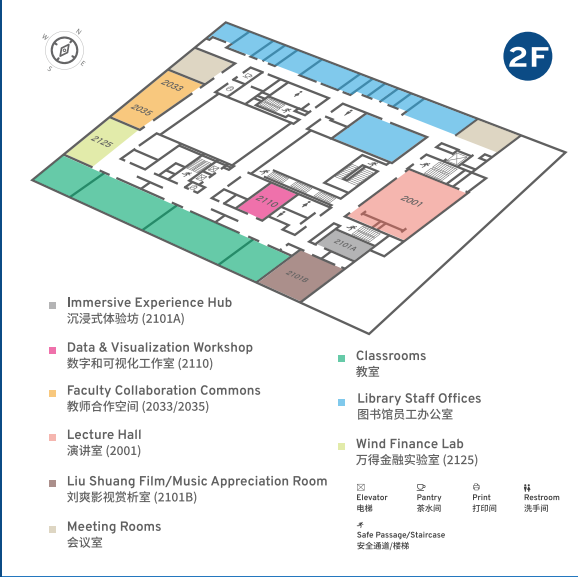 N
W
E
S
2F
2033
2035
2125
2110
2001
2101A
2101B
Immersive Experience Hub
沉浸式体验坊 (2101A)
Data & Visualization Workshop
数字和可视化工作室 (2110)
Faculty Collaboration Commons
教师合作空间 (2033/2035)
Lecture Hall
演讲室 (2001)
Liu Shuang Film/Music Appreciation Room
刘爽影视赏析室 (2101B)
Meeting Rooms
会议室
Classrooms
教室
Library Staff Offices
图书馆员工办公室
Wind Finance Lab
万得金融实验室 (2125)
Elevator
电梯
Pantry
茶水间
Print
打印间
Restroom
洗手间
Safe Passage/Staircase
安全通道/楼梯